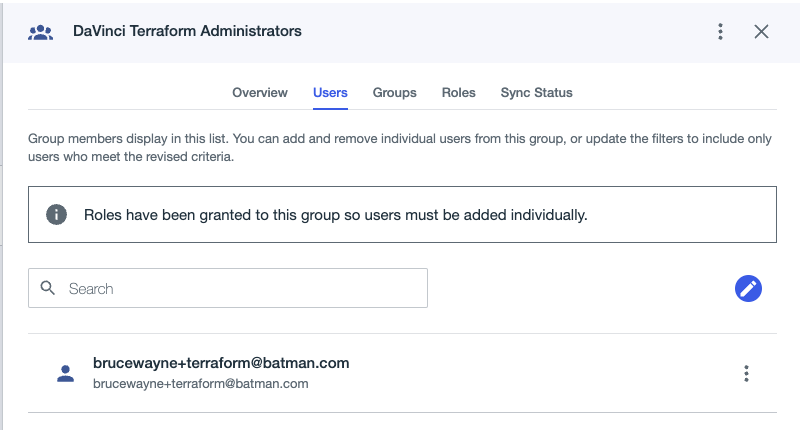 DaVinci Terraform Administrators
Overview Users Groups Roles Sync Status
Group members display in this list. You can add and remove individual users from this group, or update the filters to include only
users who meet the revised criteria.
Roles have been granted to this group so users must be added individually.
Search
brucewayne+terraform@batman.com
brucewayne+terraform@batman.com